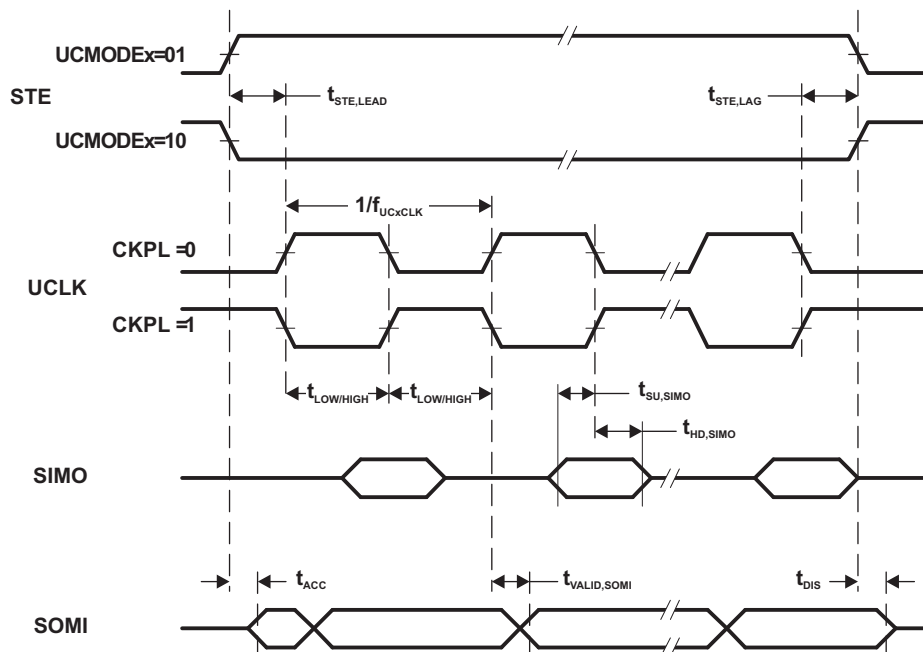 UCMODEx=01
STE
tSTE,LEAD
tSTE,LAG
UCMODEx=10
1/fUCxCLK
CKPL =0
UCLK
CKPL =1
tLOW/HIGH tLOW/HIGH
tSU,SIMO
tHD,SIMO
SIMO
tACC
tVALID,SOMI
tDIS
SOMI